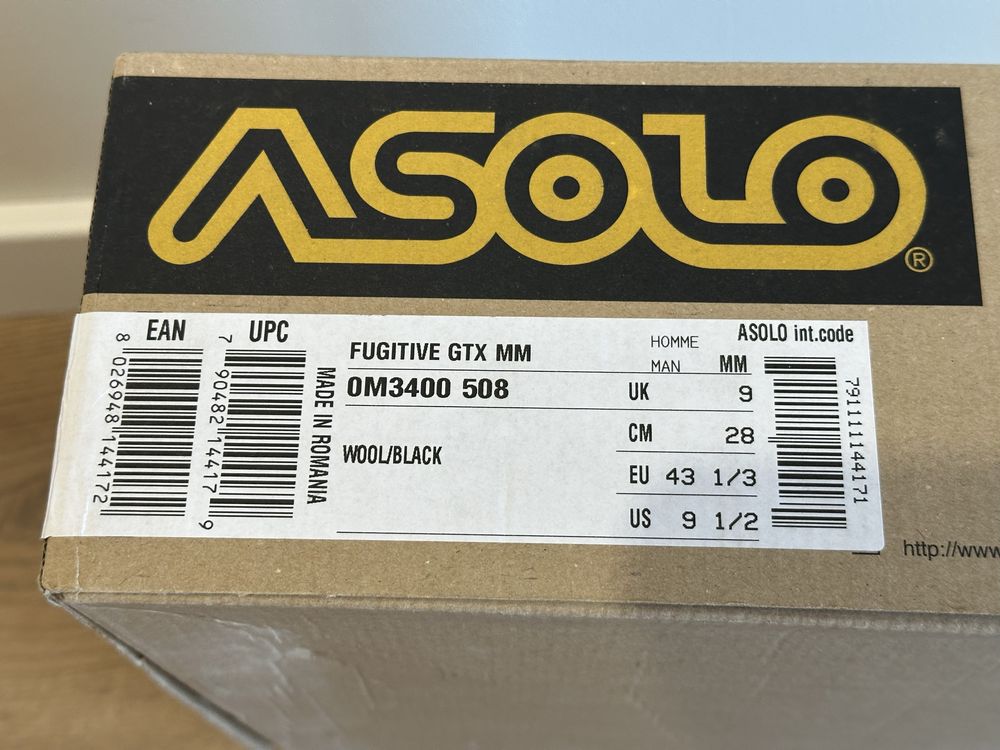 ASOLO®
EAN
8 026948 144172
UPC
7 90482 14417 9
MADE N ROMANIA
FUGITIVE GTX MM
0M3400 508
WOOL/BLACK
HOMME
MAN MM
UK 9
CM 28
EU 43 1/3
US 9 1/2
ASOLO int.code
791111144171
http://www